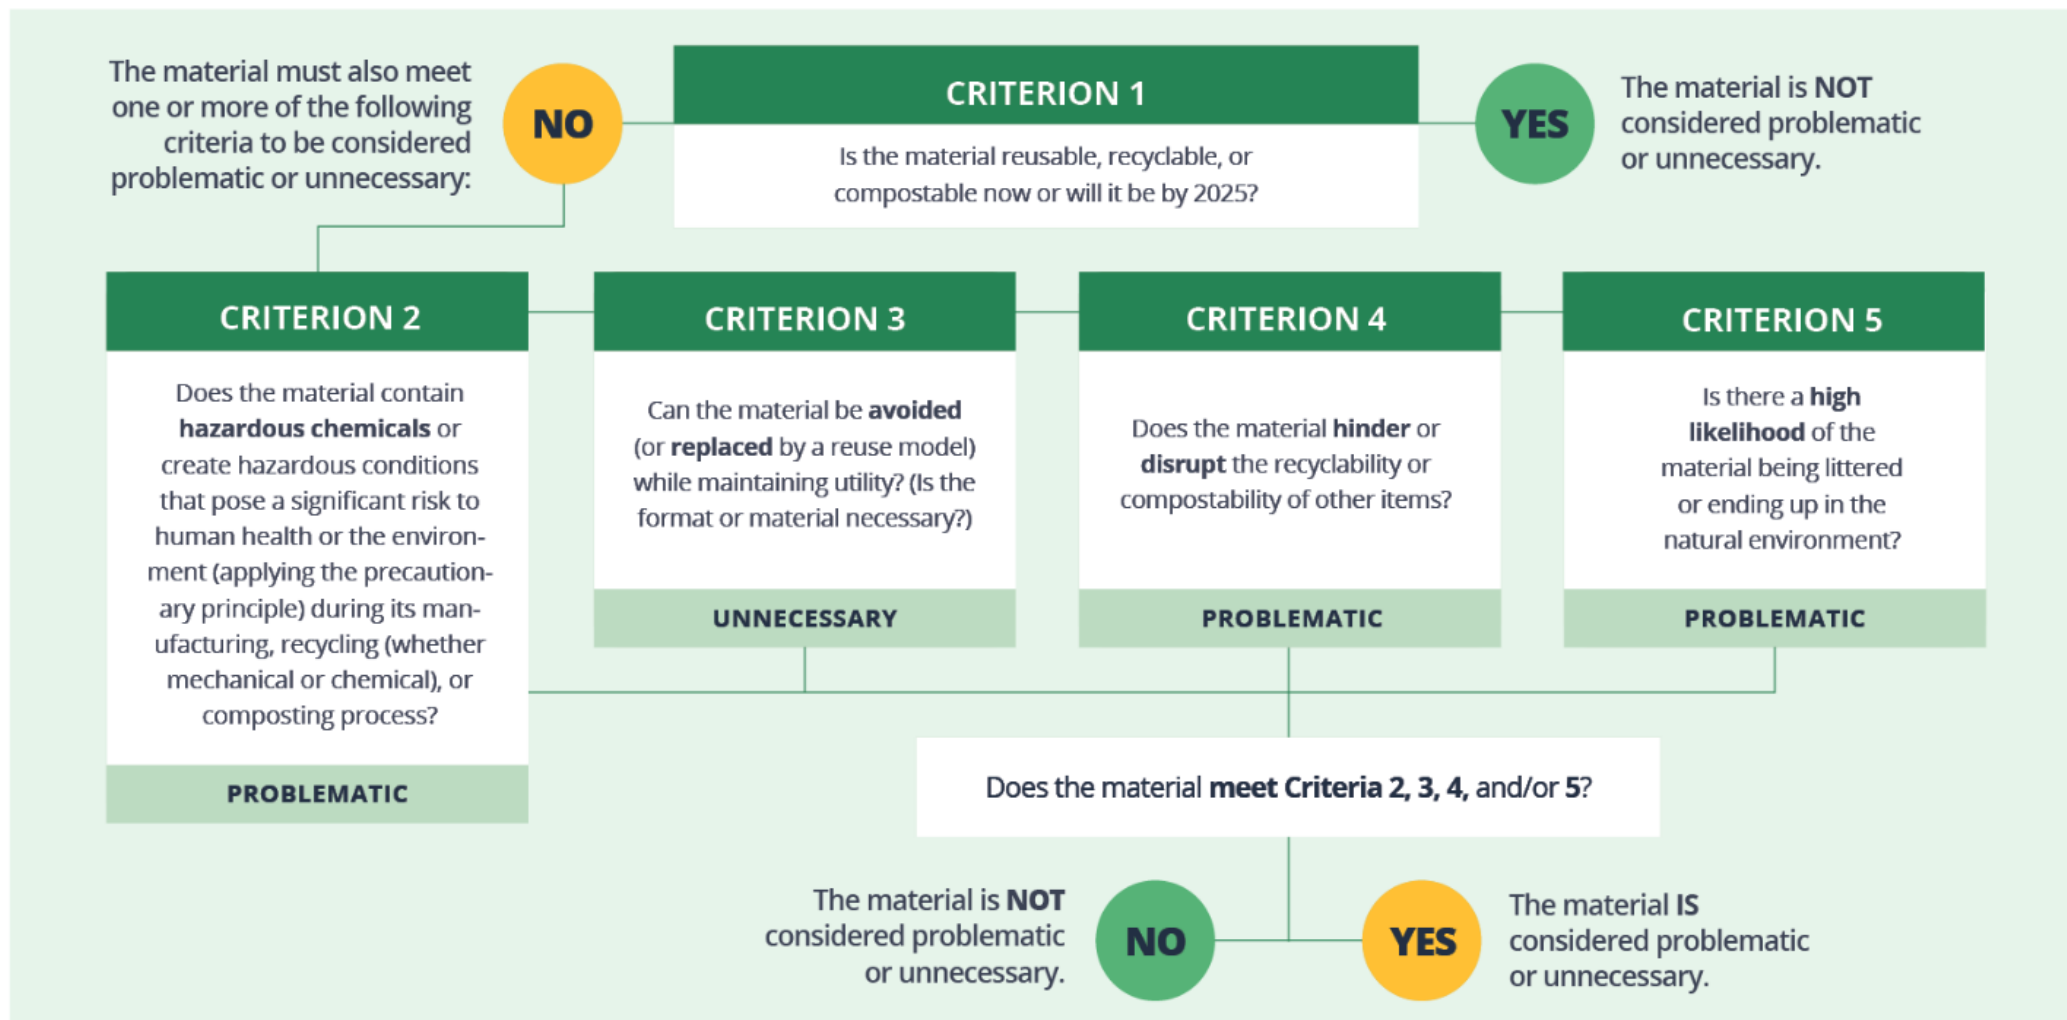 The material must also meet
one or more of the following
criteria to be considered
problematic or unnecessary:
NO
CRITERION 1
Is the material reusable, recyclable, or
compostable now or will it be by 2025?
YES
The material is NOT
considered problematic
or unnecessary.
CRITERION 2
Does the material contain
hazardous chemicals or
create hazardous conditions
that pose a significant risk to
human health or the environ-
ment (applying the precaution-
ary principle) during its man-
ufacturing, recycling (whether
mechanical or chemical), or
composting process?
PROBLEMATIC
CRITERION 3
Can the material be avoided
(or replaced by a reuse model)
while maintaining utility? (Is the
format or material necessary?)
UNNECESSARY
CRITERION 4
Does the material hinder or
disrupt the recyclability or
compostability of other items?
PROBLEMATIC
CRITERION 5
Is there a high
likelihood of the
material being littered
or ending up in the
natural environment?
PROBLEMATIC
Does the material meet Criteria 2, 3, 4, and/or 5?
The material is NOT
considered problematic
or unnecessary.
NO
YES
The material IS
considered problematic
or unnecessary.